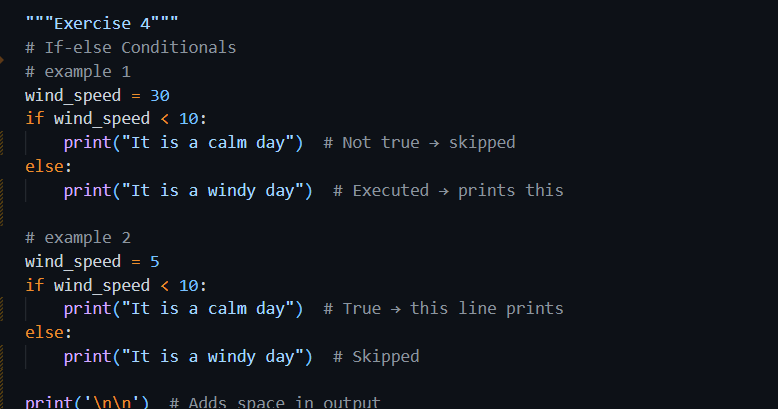 """Exercise 4"""
# If-else Conditionals
# example 1
wind_speed = 30
if wind_speed < 10:
    print("It is a calm day")  # Not true → skipped
else:
    print("It is a windy day")  # Executed → prints this

# example 2
wind_speed = 5
if wind_speed < 10:
    print("It is a calm day")  # True → this line prints
else:
    print("It is a windy day")  # Skipped

print('\n\n')  # Adds space in output